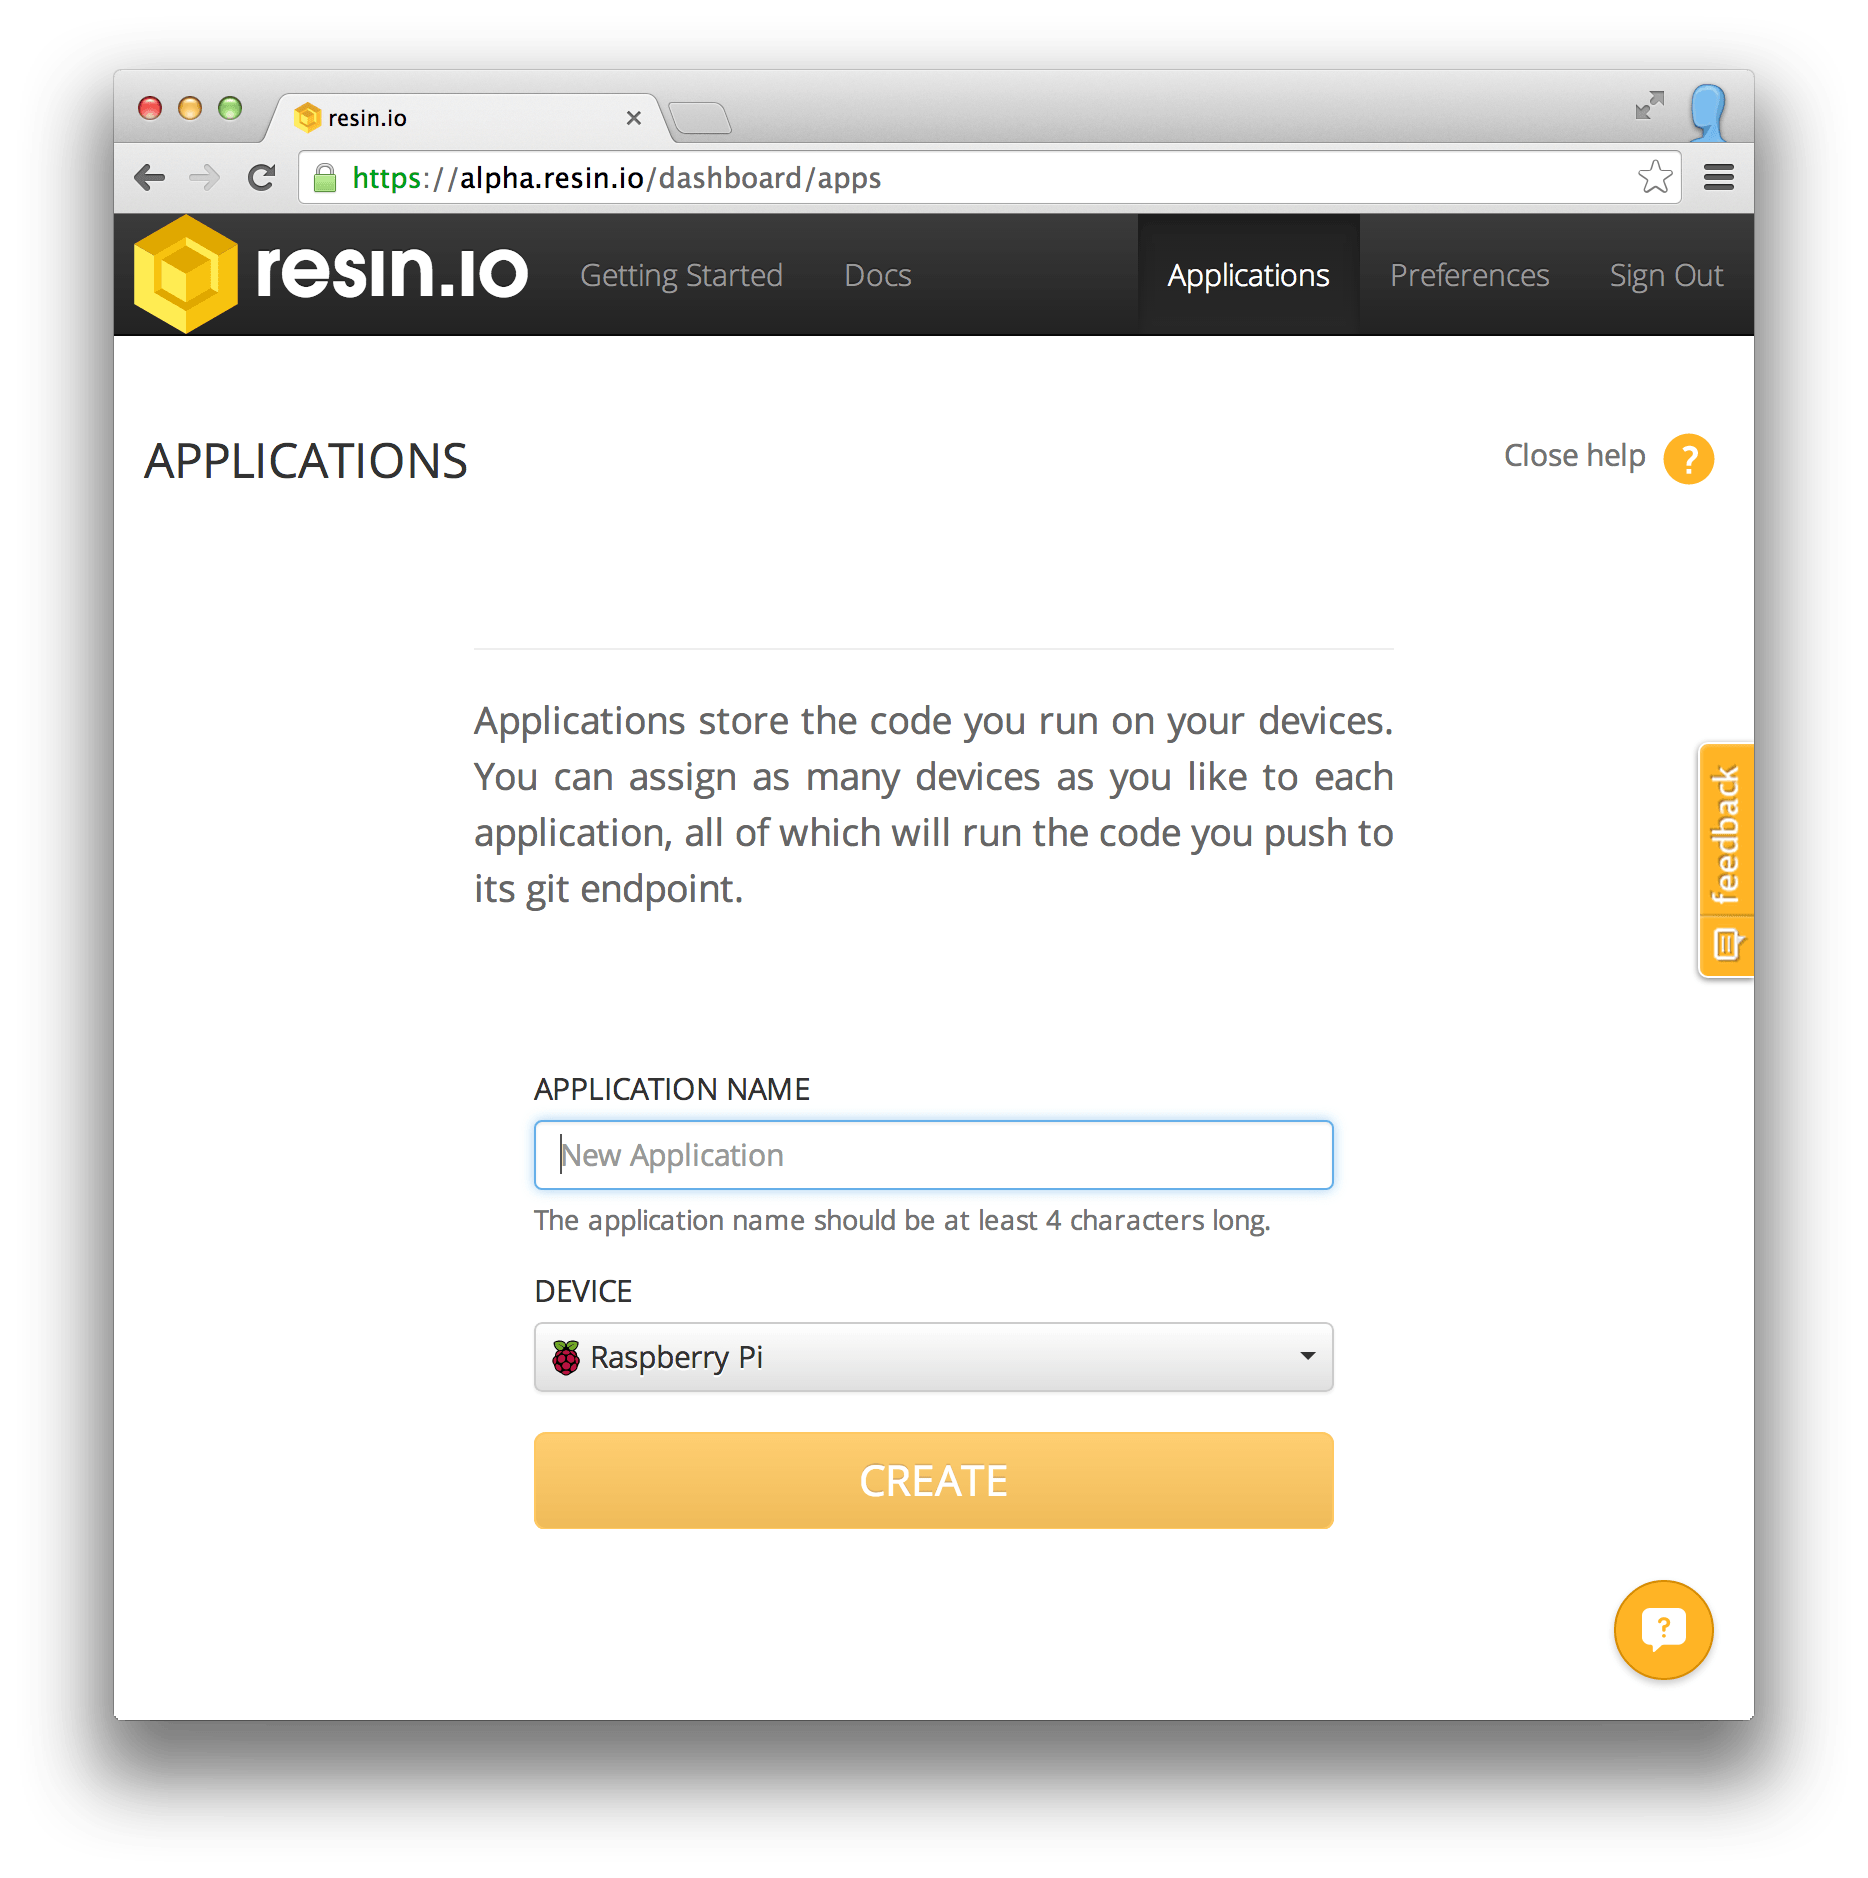 resin.io
https://alpha.resin.io/dashboard/apps
resin.io Getting Started Docs Applications Preferences Sign Out
APPLICATIONS
Close help ?
Applications store the code you run on your devices.
You can assign as many devices as you like to each
application, all of which will run the code you push to
its git endpoint.
feedback
APPLICATION NAME
New Application
The application name should be at least 4 characters long.
DEVICE
Raspberry Pi
CREATE
?